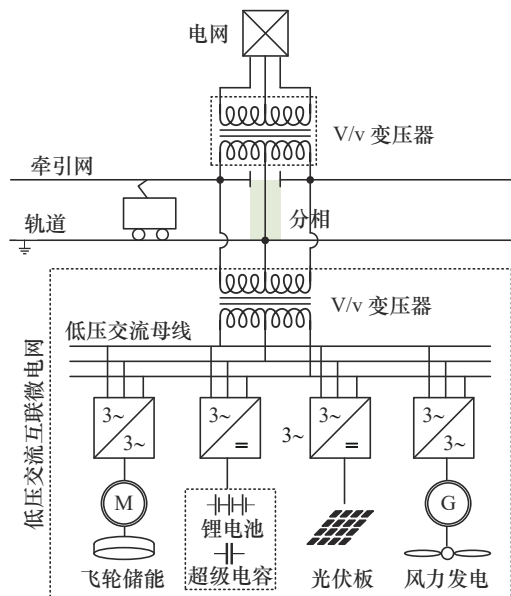 电网
V/v 变压器
牵引网
分相
轨道
V/v 变压器
低压交流母线
低压交流互联微电网
3~
3~
3~
=
3~
=
3~
3~
M
G
锂电池
超级电容
飞轮储能
光伏板
风力发电